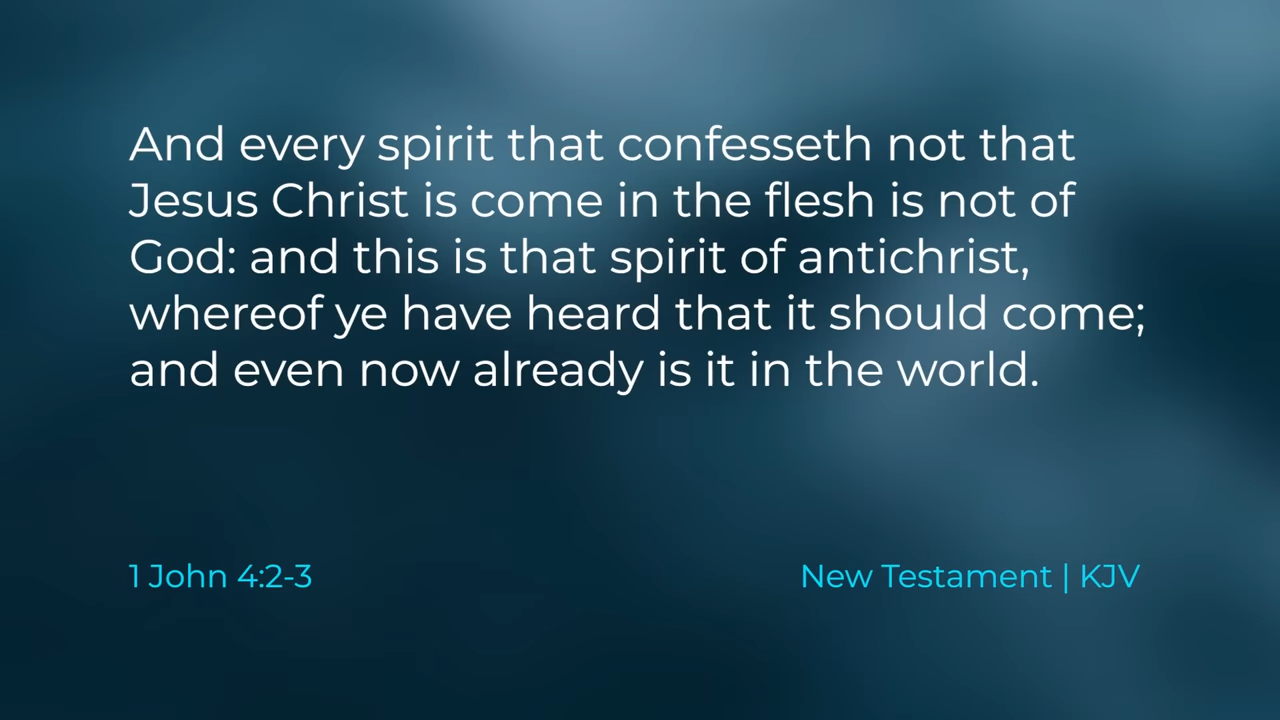 And every spirit that confesseth not that
Jesus Christ is come in the flesh is not of
God: and this is that spirit of antichrist,
whereof ye have heard that it should come;
and even now already is it in the world.
1 John 4:2-3
New Testament | KJV